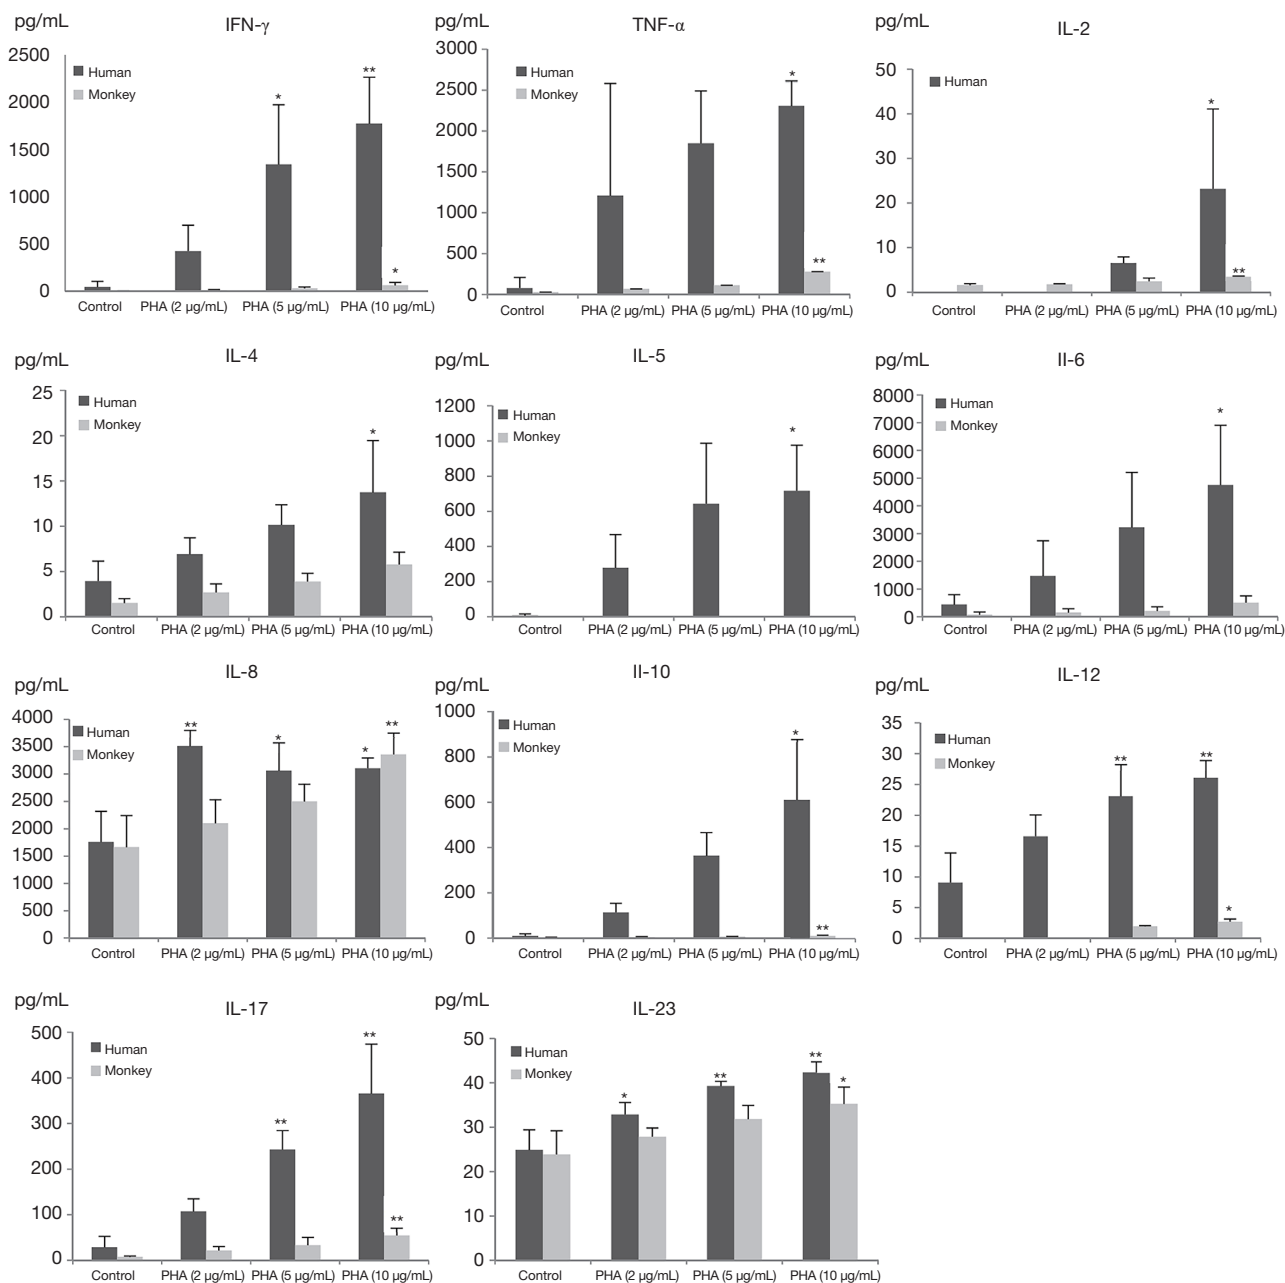 pg/mL IFN-γ
2500
2000
1500
1000
500
0
Human
Monkey
*
**
*
Control PHA (2 µg/mL) PHA (5 µg/mL) PHA (10 µg/mL)
pg/mL TNF-α
3000
2500
2000
1500
1000
500
0
Human
Monkey
*
**
Control PHA (2 µg/mL) PHA (5 µg/mL) PHA (10 µg/mL)
pg/mL IL-2
50
40
30
20
10
0
Human
*
**
Control PHA (2 µg/mL) PHA (5 µg/mL) PHA (10 µg/mL)
pg/mL IL-4
25
20
15
10
5
0
Human
Monkey
*
Control PHA (2 µg/mL) PHA (5 µg/mL) PHA (10 µg/mL)
pg/mL IL-5
1200
1000
800
600
400
200
0
Human
Monkey
*
Control PHA (2 µg/mL) PHA (5 µg/mL) PHA (10 µg/mL)
pg/mL II-6
8000
7000
6000
5000
4000
3000
2000
1000
0
Human
Monkey
*
Control PHA (2 µg/mL) PHA (5 µg/mL) PHA (10 µg/mL)
pg/mL IL-8
4000
3500
3000
2500
2000
1500
1000
500
0
Human
Monkey
**
*
*
**
Control PHA (2 µg/mL) PHA (5 µg/mL) PHA (10 µg/mL)
pg/mL II-10
1000
800
600
400
200
0
Human
Monkey
*
**
Control PHA (2 µg/mL) PHA (5 µg/mL) PHA (10 µg/mL)
pg/mL IL-12
35
30
25
20
15
10
5
0
Human
Monkey
**
**
*
Control PHA (2 µg/mL) PHA (5 µg/mL) PHA (10 µg/mL)
pg/mL IL-17
500
400
300
200
100
0
Human
Monkey
**
**
**
Control PHA (2 µg/mL) PHA (5 µg/mL) PHA (10 µg/mL)
pg/mL IL-23
50
40
30
20
10
0
Human
Monkey
*
**
**
*
Control PHA (2 µg/mL) PHA (5 µg/mL) PHA (10 µg/mL)